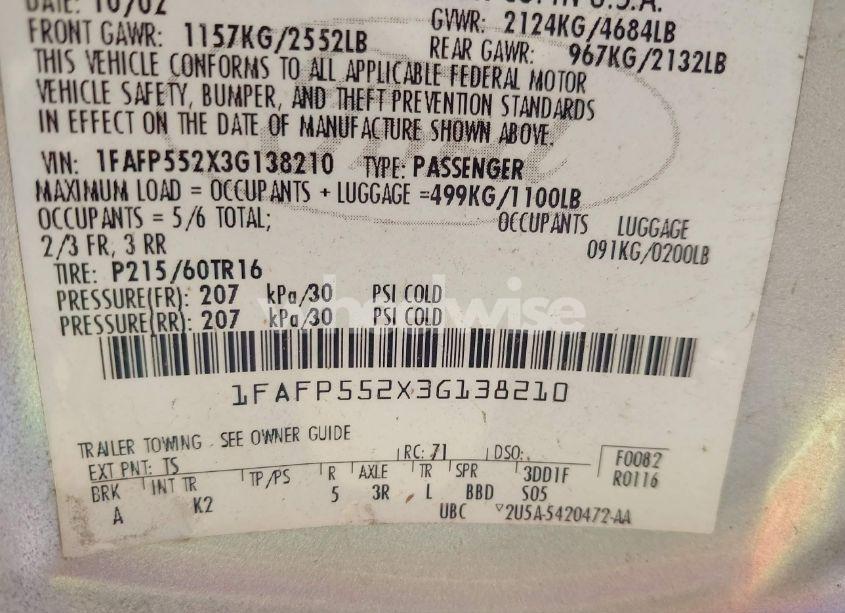 DATE: 10/02
IN U.S.A.
FRONT GAWR: 1157KG/2552LB
GVWR: 2124KG/4684LB
REAR GAWR: 967KG/2132LB
THIS VEHICLE CONFORMS TO ALL APPLICABLE FEDERAL MOTOR
VEHICLE SAFETY, BUMPER, AND THEFT PREVENTION STANDARDS
IN EFFECT ON THE DATE OF MANUFACTURE SHOWN ABOVE.
VIN: 1FAFP552X3G138210 TYPE: PASSENGER
MAXIMUM LOAD = OCCUPANTS + LUGGAGE =499KG/1100LB
OCCUPANTS = 5/6 TOTAL; OCCUPANTS LUGGAGE
2/3 FR, 3 RR 091KG/0200LB
TIRE: P215/60TR16
PRESSURE(FR): 207 kPa/30 PSI COLD
PRESSURE(RR): 207 kPa/30 PSI COLD
wheelwise
1FAFP552X3G138210
TRAILER TOWING - SEE OWNER GUIDE
EXT PNT: TS RC: 71 DSO: F0082
BRK INT TR TP/PS R AXLE TR SPR 3DD1F R0116
A K2 5 3R L BBD S05
UBC 2U5A-5420472-AA